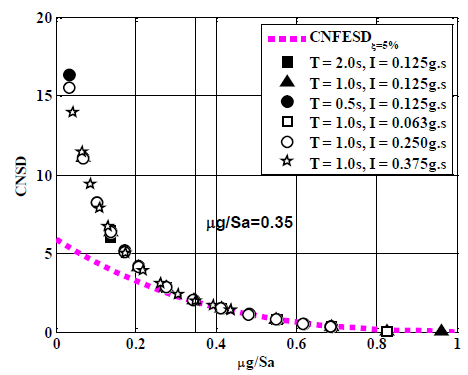 20
15
10
5
0
CNSD
CNFESDξ=5%
T = 2.0s, I = 0.125g.s
T = 1.0s, I = 0.125g.s
T = 0.5s, I = 0.125g.s
T = 1.0s, I = 0.063g.s
T = 1.0s, I = 0.250g.s
T = 1.0s, I = 0.375g.s
μg/Sa=0.35
0 0.2 0.4 0.6 0.8 1
μg/Sa